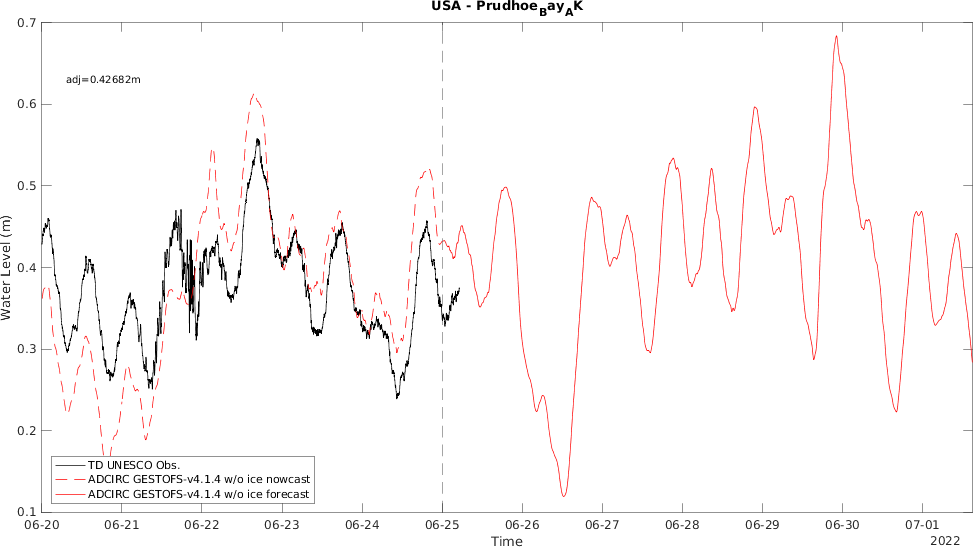 USA - Prudhoe_Bay_AK
adj=0.42682m
0.7
0.6
0.5
0.4
0.3
0.2
0.1
Water Level (m)
TD UNESCO Obs.
ADCIRC GESTOFS-v4.1.4 w/o ice nowcast
ADCIRC GESTOFS-v4.1.4 w/o ice forecast
06-20 06-21 06-22 06-23 06-24 06-25 06-26 06-27 06-28 06-29 06-30 07-01
Time
2022